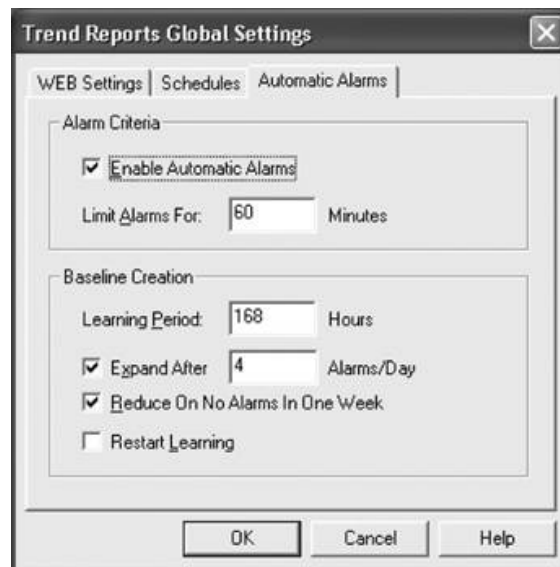 Trend Reports Global Settings
WEB Settings Schedules Automatic Alarms
Alarm Criteria
Enable Automatic Alarms
Limit Alarms For: 60 Minutes
Baseline Creation
Learning Period: 168 Hours
Expand After 4 Alarms/Day
Reduce On No Alarms In One Week
Restart Learning
OK Cancel Help